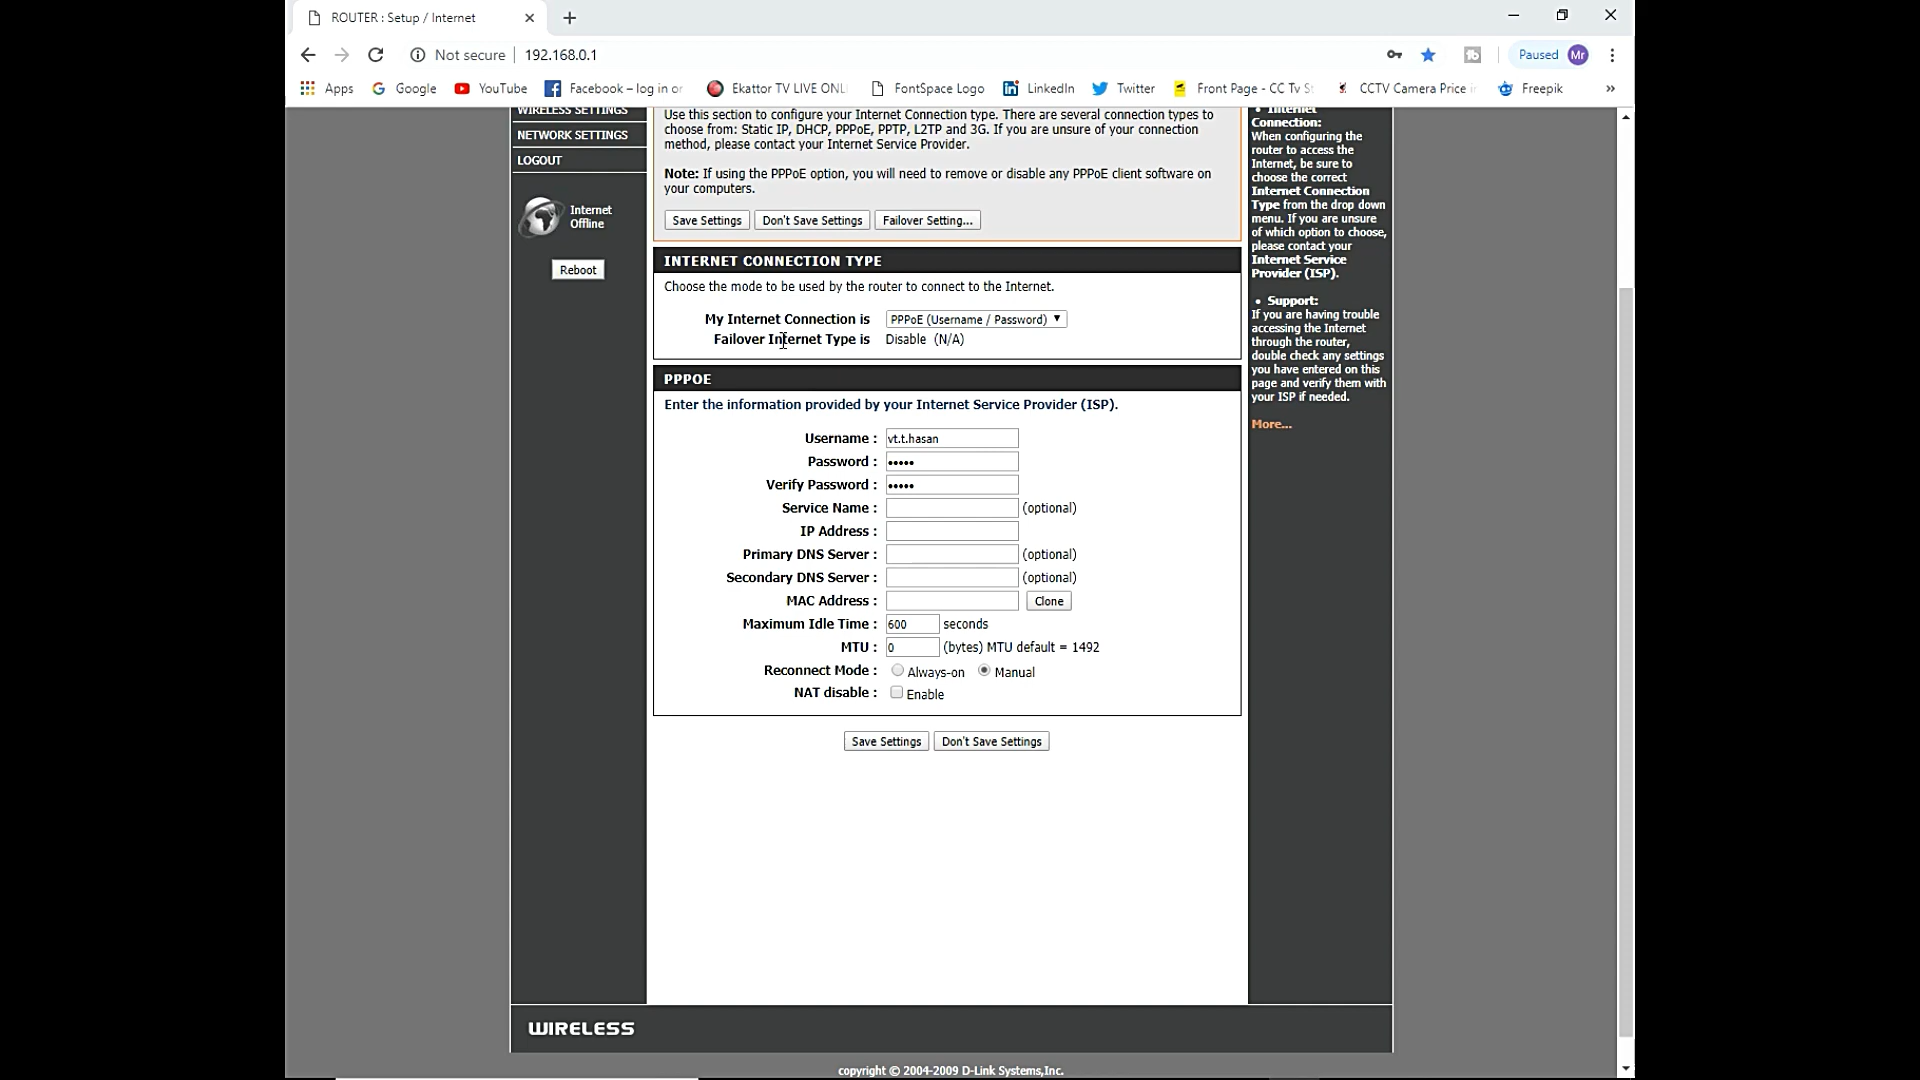 ROUTER : Setup / Internet
Not secure
192.168.0.1
Paused
Mr
Apps
Google
YouTube
Facebook – log in or
Ekattor TV LIVE ONL
FontSpace Logo
LinkedIn
Twitter
Front Page - CC Tv St
CCTV Camera Price i
Freepik
»
WIRELESS SETTINGS
NETWORK SETTINGS
LOGOUT
Internet
Offline
Reboot
Use this section to configure your Internet Connection type. There are several connection types to
choose from: Static IP, DHCP, PPPoE, PPTP, L2TP and 3G. If you are unsure of your connection
method, please contact your Internet Service Provider.
Note: If using the PPPoE option, you will need to remove or disable any PPPoE client software on
your computers.
Save Settings
Don't Save Settings
Failover Setting...
INTERNET CONNECTION TYPE
Choose the mode to be used by the router to connect to the Internet.
My Internet Connection is PPPoE (Username / Password)
Failover Internet Type is Disable (N/A)
PPPOE
Enter the information provided by your Internet Service Provider (ISP).
Username : vt.t.hasan
Password : •••••
Verify Password : •••••
Service Name : (optional)
IP Address :
Primary DNS Server : (optional)
Secondary DNS Server : (optional)
MAC Address : Clone
Maximum Idle Time : 600 seconds
MTU : 0 (bytes) MTU default = 1492
Reconnect Mode : Always-on Manual
NAT disable : Enable
Save Settings
Don't Save Settings
• Internet
Connection:
When configuring the
router to access the
Internet, be sure to
choose the correct
Internet Connection
Type from the drop down
menu. If you are unsure
of which option to choose,
please contact your
Internet Service
Provider (ISP).
• Support:
If you are having trouble
accessing the Internet
through the router,
double check any settings
you have entered on this
page and verify them with
your ISP if needed.
More...
WIRELESS
copyright © 2004-2009 D-Link Systems,Inc.